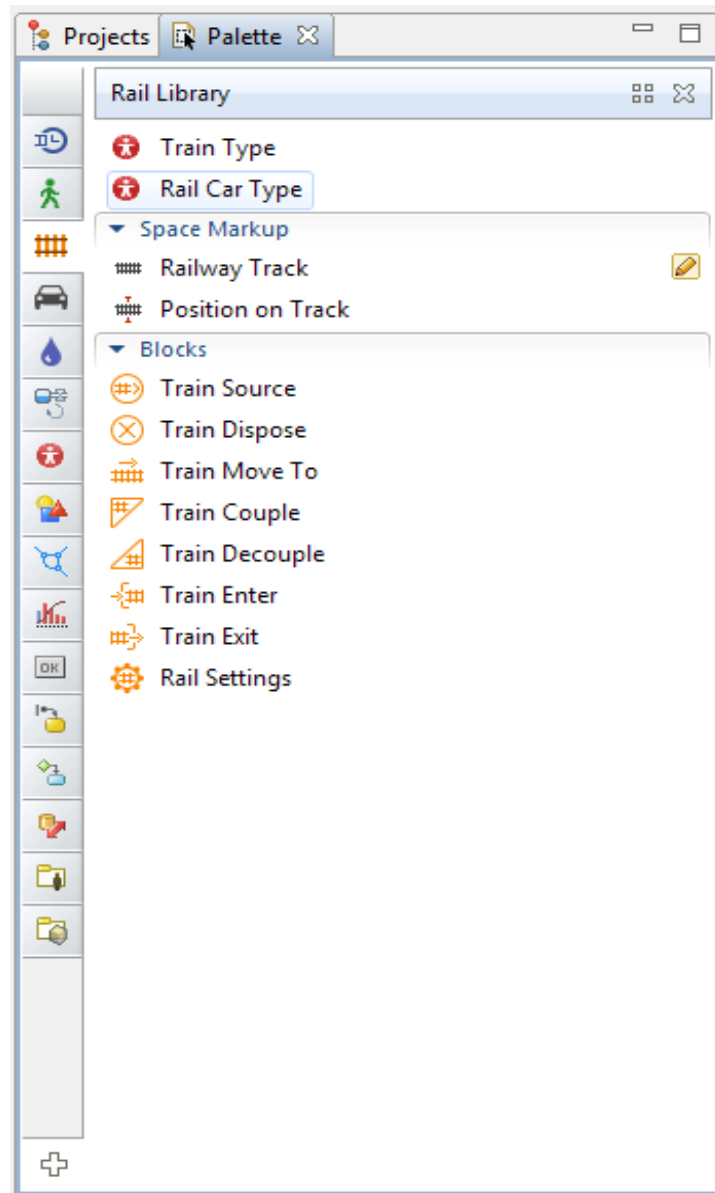 Projects Palette
Rail Library
Train Type
Rail Car Type
Space Markup
Railway Track
Position on Track
Blocks
Train Source
Train Dispose
Train Move To
Train Couple
Train Decouple
Train Enter
Train Exit
Rail Settings
OK